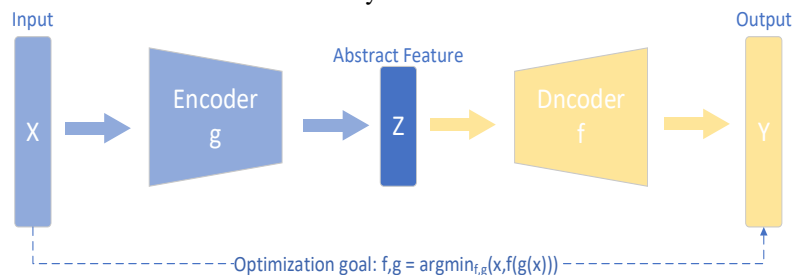 Input
Output
Abstract Feature
X
Encoder
g
Z
Dncoder
f
Y
Optimization goal: f,g = argminf,g(x,f(g(x)))